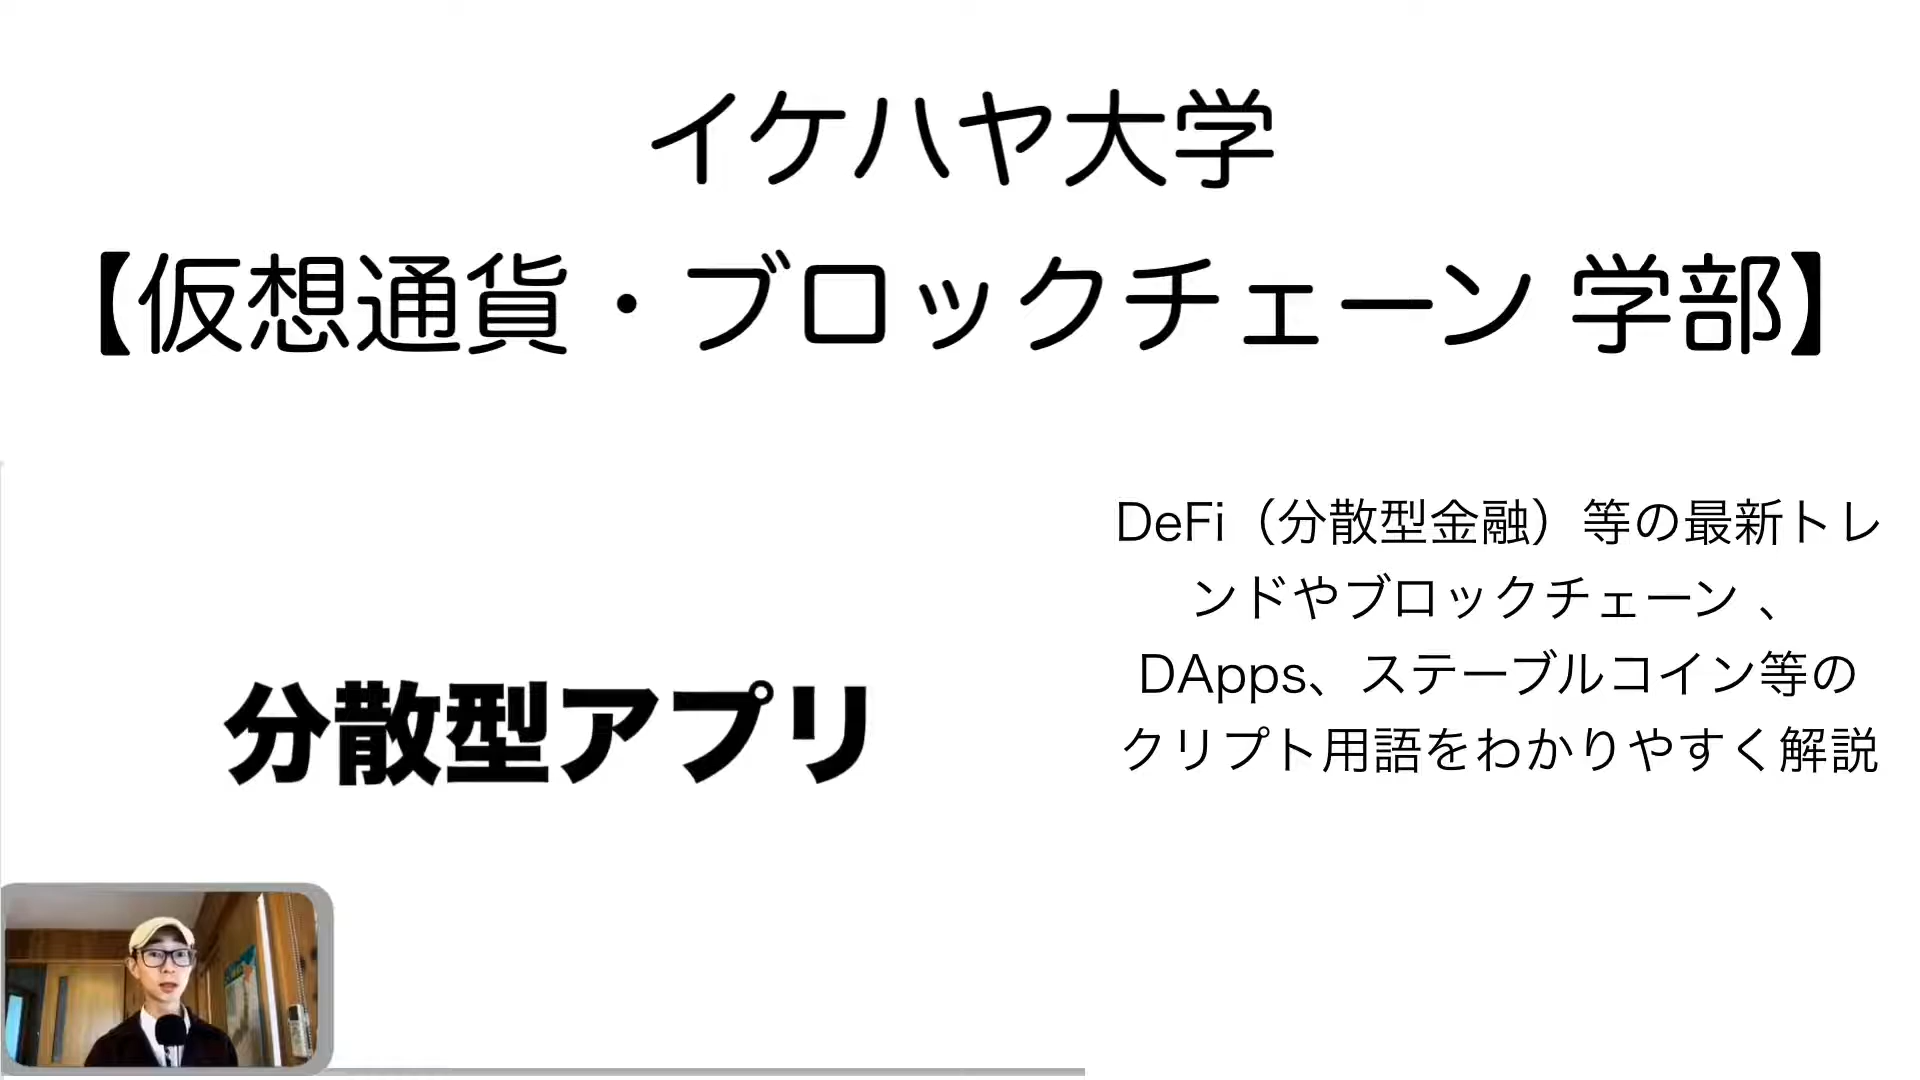 イケハヤ大学
【仮想通貨・ブロックチェーン 学部】
分散型アプリ
DeFi（分散型金融）等の最新トレ
ンドやブロックチェーン 、
DApps、ステーブルコイン等の
クリプト用語をわかりやすく解説